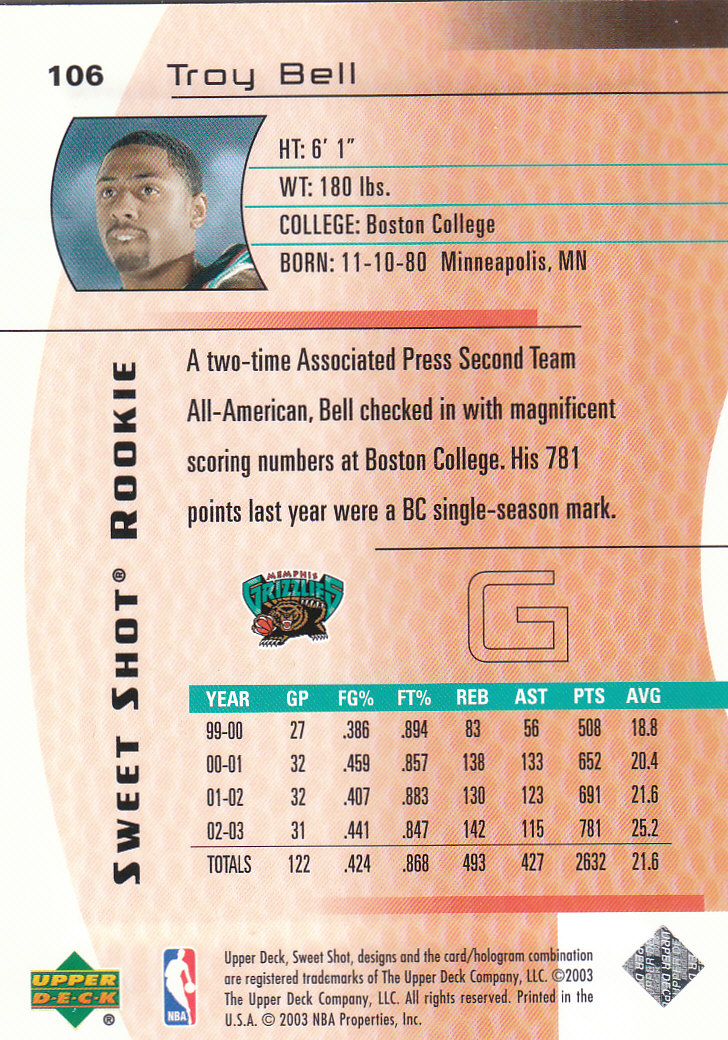 106 Troy Bell
HT: 6' 1"
WT: 180 lbs.
COLLEGE: Boston College
BORN: 11-10-80 Minneapolis, MN
A two-time Associated Press Second Team
All-American, Bell checked in with magnificent
scoring numbers at Boston College. His 781
points last year were a BC single-season mark.
SWEET SHOT® ROOKIE
MEMPHIS
GRIZZLIES
G
YEAR GP FG% FT% REB AST PTS AVG
99-00 27 .386 .894 83 56 508 18.8
00-01 32 .459 .857 138 133 652 20.4
01-02 32 .407 .883 130 123 691 21.6
02-03 31 .441 .847 142 115 781 25.2
TOTALS 122 .424 .868 493 427 2632 21.6
UPPER
D·E·C·K
®
NBA
Upper Deck, Sweet Shot, designs and the card/hologram combination
are registered trademarks of The Upper Deck Company, LLC. ©2003
The Upper Deck Company, LLC. All rights reserved. Printed in the
U.S.A. © 2003 NBA Properties, Inc.
UPPER DECK